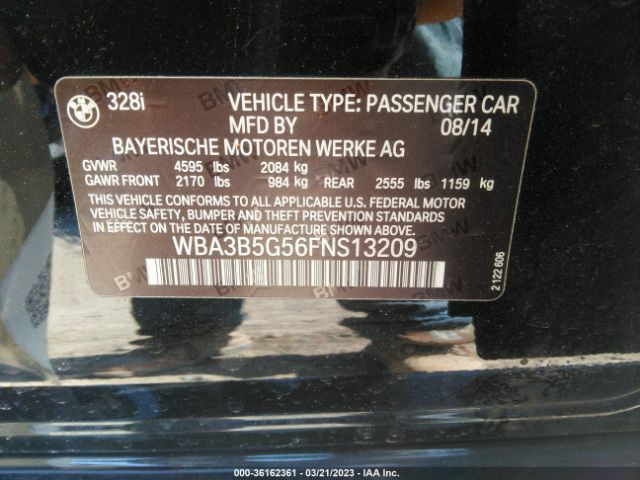 328i VEHICLE TYPE: PASSENGER CAR
MFD BY 08/14
BAYERISCHE MOTOREN WERKE AG
GVWR 4595 lbs 2084 kg
GAWR FRONT 2170 lbs 984 kg REAR 2555 lbs 1159 kg
THIS VEHICLE CONFORMS TO ALL APPLICABLE U.S. FEDERAL MOTOR
VEHICLE SAFETY, BUMPER AND THEFT PREVENTION STANDARDS
IN EFFECT ON THE DATE OF MANUFACTURE SHOWN ABOVE.
WBA3B5G56FNS13209
2 122 606
000-36162361 - 03/21/2023 - IAA Inc.